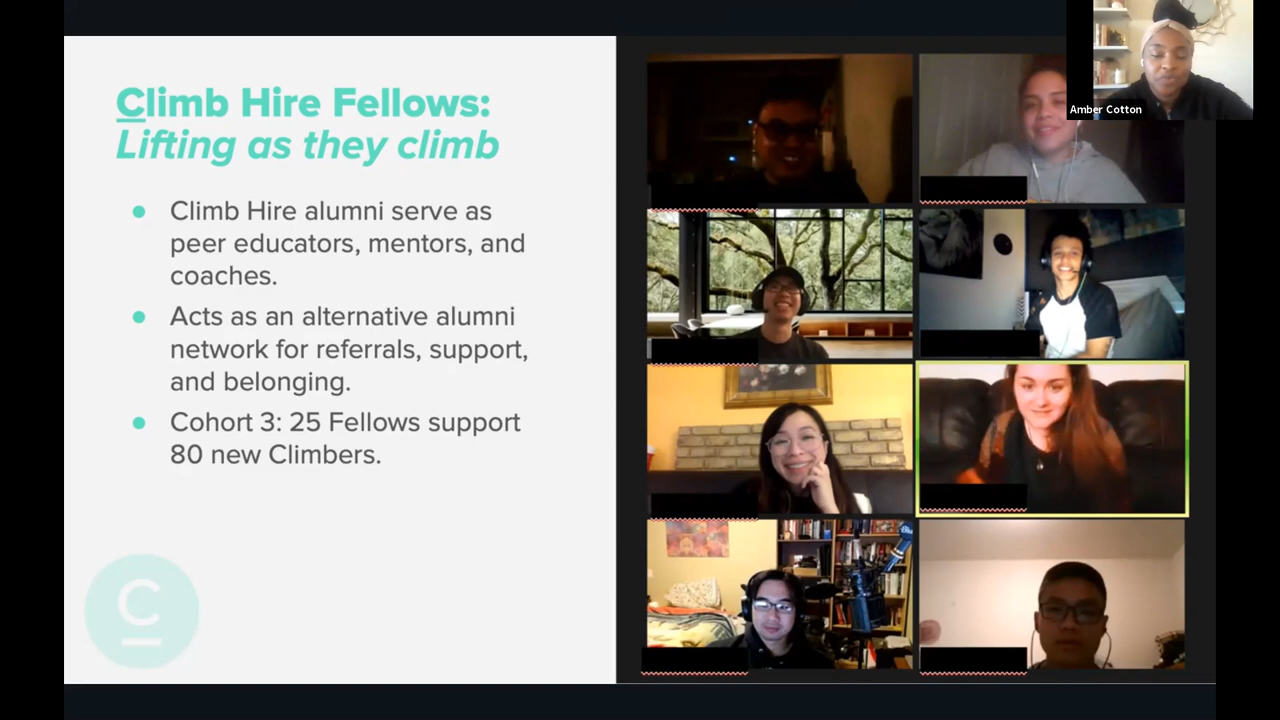 Climb Hire Fellows:
Lifting as they climb
● Climb Hire alumni serve as
peer educators, mentors, and
coaches.
● Acts as an alternative alumni
network for referrals, support,
and belonging.
● Cohort 3: 25 Fellows support
80 new Climbers.
C
Amber Cotton
Blue